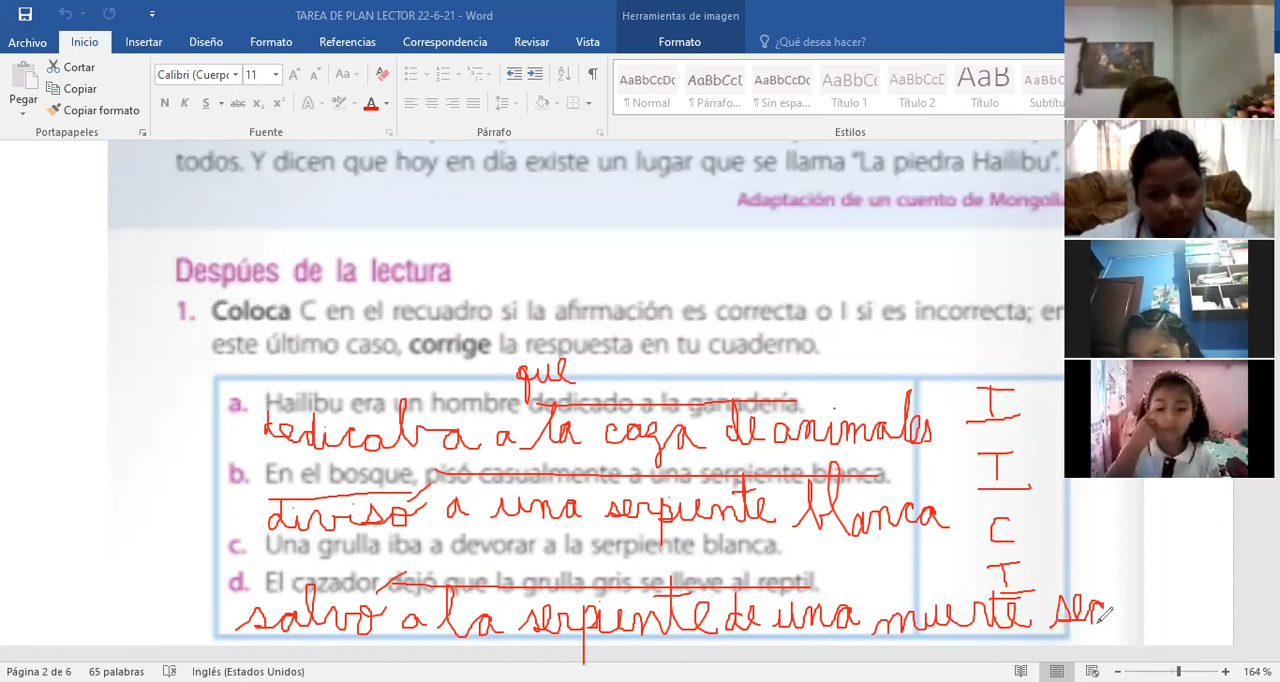 TAREA DE PLAN LECTOR 22-6-21 - Word
Herramientas de imagen
Archivo Inicio Insertar Diseño Formato Referencias Correspondencia Revisar Vista Formato ¿Qué desea hacer?
Pegar
Cortar
Copiar
Copiar formato
Calibri (Cuerpo 11
N K S abc x₂ x²
AaBbCcDc AaBbCcD AaBbCcDc AaBbCcD AaBbCcD AaB AaBbCc
¶ Normal ¶ Párrafo... ¶ Sin espa... Título 1 Título 2 Título Subtítu
Portapapeles Fuente Párrafo Estilos
todos. Y dicen que hoy en día existe un lugar que se llama "La piedra Hailibu".
Adaptación de un cuento de Mongolia
Despúes de la lectura
1. Coloca C en el recuadro si la afirmación es correcta o I si es incorrecta; en
este último caso, corrige la respuesta en tu cuaderno.
que
a. Hailibu era un hombre dedicado a la ganadería. I
dedicaba a la caza de animales
b. En el bosque, pisó casualmente a una serpiente blanca. I
diviso a una serpiente blanca
c. Una grulla iba a devorar a la serpiente blanca. C
d. El cazador dejó que la grulla gris se lleve al reptil. I
salvo a la serpiente de una muerte ser
Página 2 de 6 65 palabras Inglés (Estados Unidos) 164 %